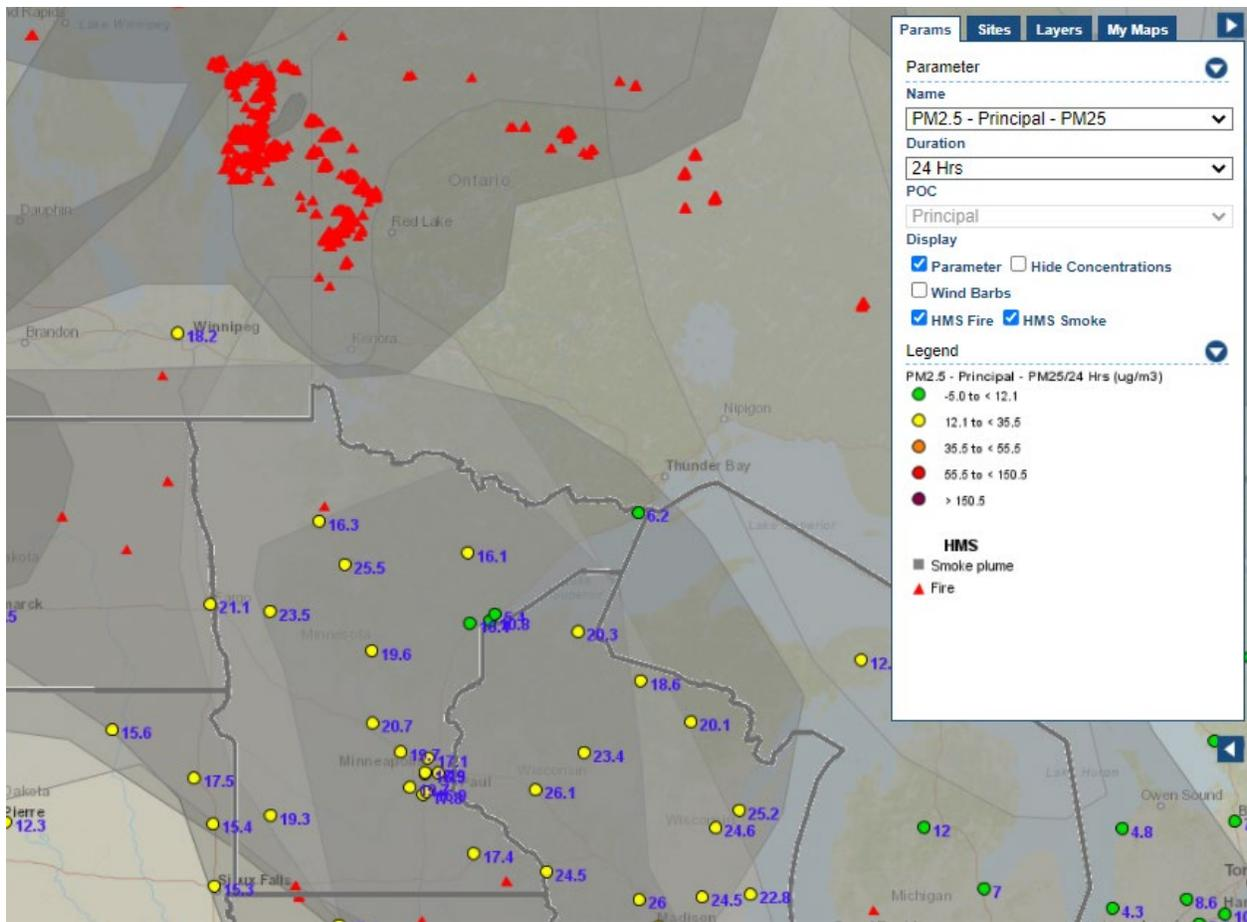 Params Sites Layers My Maps
Parameter
Name
PM2.5 - Principal - PM25
Duration
24 Hrs
POC
Principal
Display
Parameter Hide Concentrations
Wind Barbs
HMS Fire HMS Smoke
Legend
PM2.5 - Principal - PM25/24 Hrs (ug/m3)
-5.0 to < 12.1
12.1 to < 35.5
35.5 to < 55.5
55.5 to < 150.5
> 150.5
HMS
Smoke plume
Fire
Lake Winnipeg
Ontario
Dauphin
Red Lake
Brandon
Winnipeg
18.2
Kenora
Nipigon
Thunder Bay
6.2
Lake Superior
16.3
16.1
25.5
21.1
23.5
Minnesota
20.3
19.6
18.6
15.6
20.7
20.1
19.7
17.1
Minneapolis
23.4
Wisconsin
17.5
26.1
Lake Huron
Owen Sound
Pierre
12.3
15.4
19.3
25.2
24.6
12
4.8
17.4
24.5
Sioux Falls
15.3
26
24.5
22.8
Michigan
7
8.6
4.3
Madison